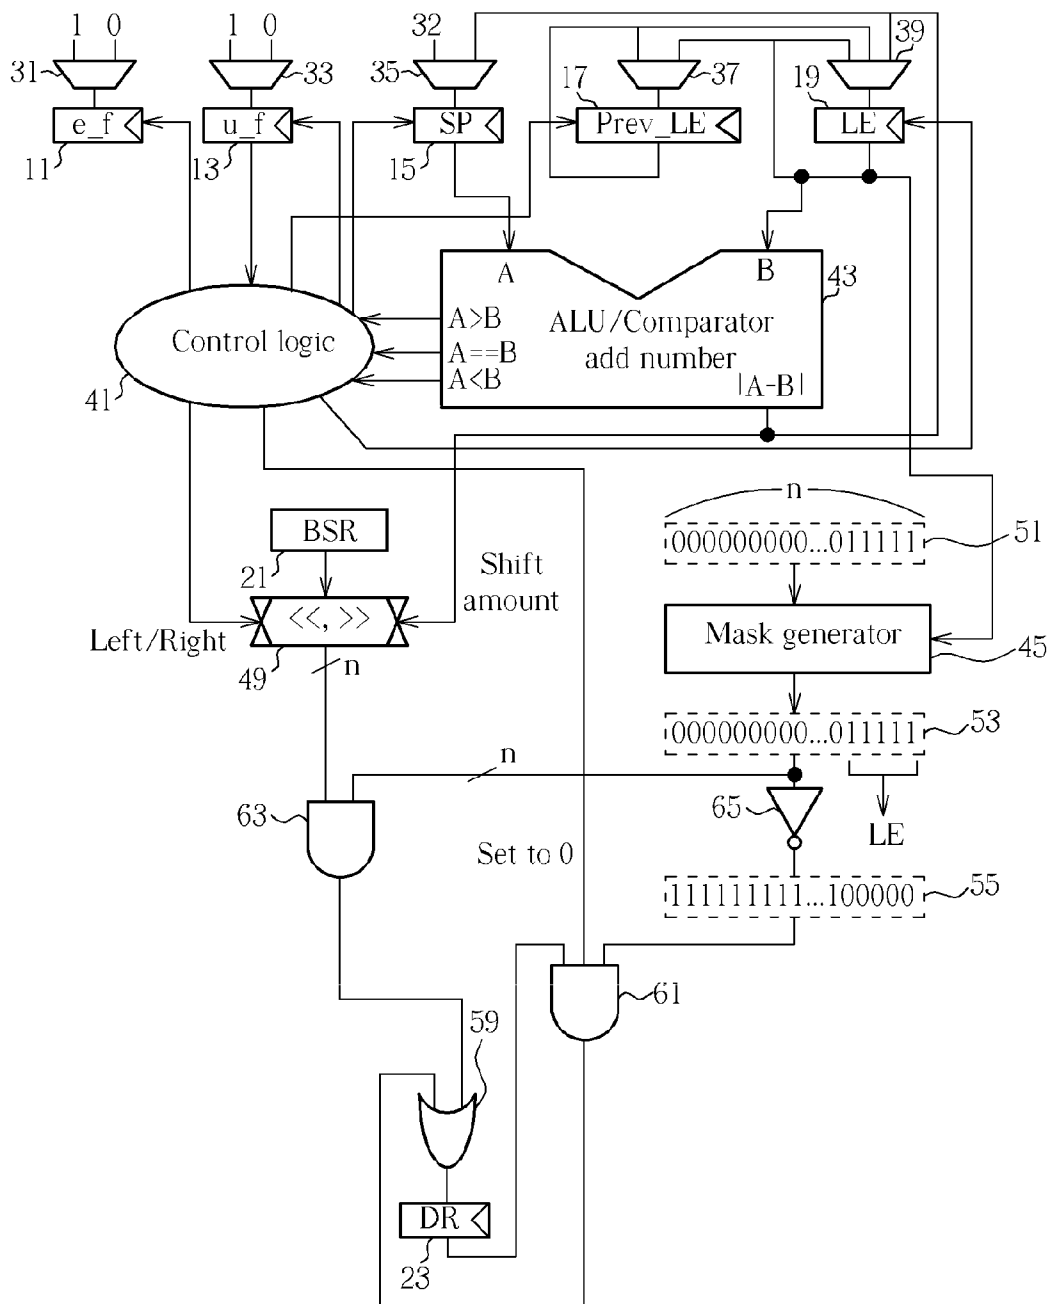 1 0
1 0
32
31
33
35
37
39
17
19
e_f
u_f
SP
Prev_LE
LE
11
13
15
A
B
43
A>B
A==B
A<B
ALU/Comparator
add number
|A-B|
Control logic
41
n
000000000...011111
51
BSR
21
Shift
amount
<<, >>
Left/Right
49
n
Mask generator
45
000000000...011111
53
n
63
65
LE
Set to 0
111111111...100000
55
61
59
DR
23